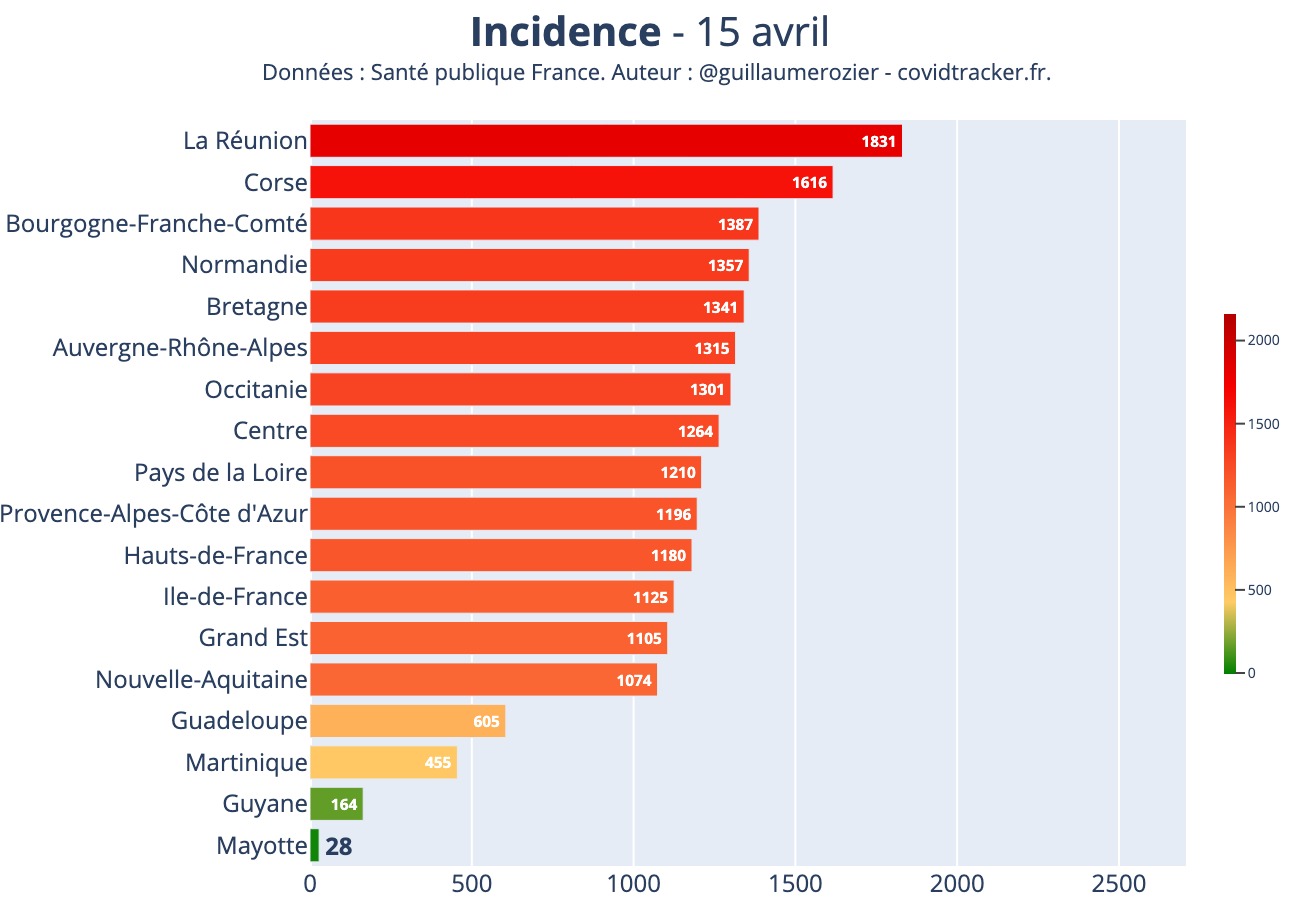 Incidence - 15 avril
Données : Santé publique France. Auteur : @guillaumerozier - covidtracker.fr.
La Réunion 1831
Corse 1616
Bourgogne-Franche-Comté 1387
Normandie 1357
Bretagne 1341
Auvergne-Rhône-Alpes 1315
Occitanie 1301
Centre 1264
Pays de la Loire 1210
Provence-Alpes-Côte d'Azur 1196
Hauts-de-France 1180
Ile-de-France 1125
Grand Est 1105
Nouvelle-Aquitaine 1074
Guadeloupe 605
Martinique 455
Guyane 164
Mayotte 28
0 500 1000 1500 2000 2500
2000
1500
1000
500
0